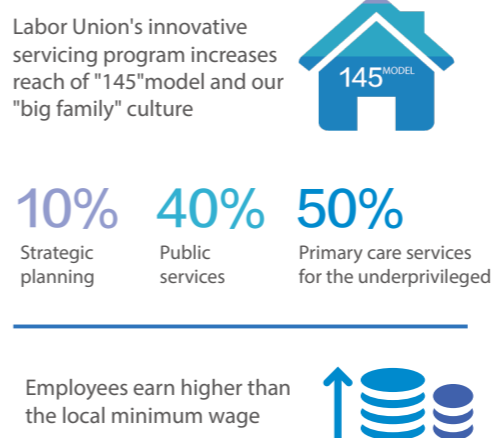 Labor Union's innovative
servicing program increases
reach of "145"model and our
"big family" culture
145MODEL
10% 40% 50%
Strategic planning
Public services
Primary care services
for the underprivileged
Employees earn higher than
the local minimum wage